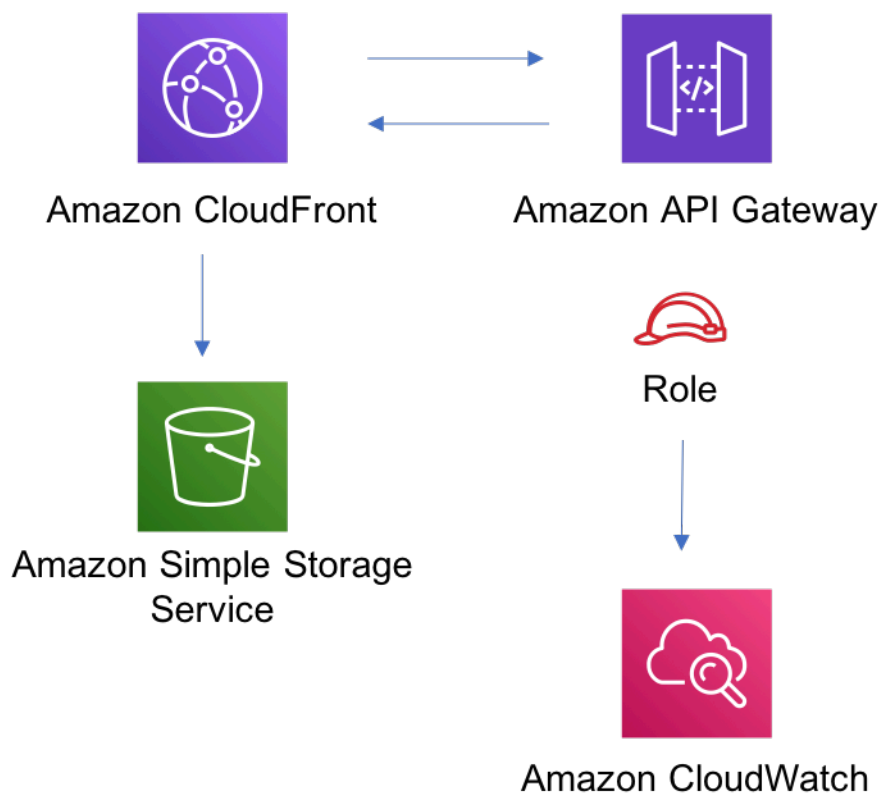 Amazon CloudFront
Amazon API Gateway
</>
Role
Amazon Simple Storage
Service
Amazon CloudWatch